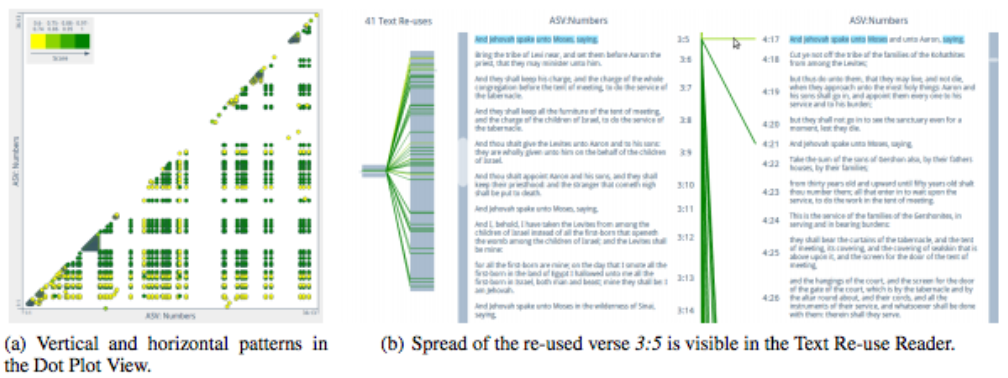 Score
ASV: Numbers
ASV: Numbers
41 Text Re-uses
ASV:Numbers
And Jehovah spake unto Moses, saying,
3:5
Bring the tribe of Levi near, and set them before Aaron the
priest, that they may minister unto him.
3:6
And they shall keep his charge, and the charge of the whole
congregation before the tent of meeting, to do the service of
the tabernacle.
3:7
And they shall keep all the furniture of the tent of meeting,
and the charge of the children of Israel, to do the service of
the tabernacle.
3:8
And thou shalt give the Levites unto Aaron and to his sons:
they are wholly given unto him on the behalf of the children
of Israel.
3:9
And thou shalt appoint Aaron and his sons, and they shall
keep their priesthood: and the stranger that cometh nigh
shall be put to death.
3:10
And Jehovah spake unto Moses, saying,
3:11
And I, behold, I have taken the Levites from among the
children of Israel instead of all the first-born that openeth
the womb among the children of Israel; and the Levites shall
be mine:
3:12
for all the first-born are mine; on the day that I smote all the
first-born in the land of Egypt I hallowed unto me all the
first-born in Israel, both man and beast; mine they shall be: I
am Jehovah.
3:13
And Jehovah spake unto Moses in the wilderness of Sinai,
saying,
3:14
ASV:Numbers
4:17
And Jehovah spake unto Moses and unto Aaron, saying,
4:18
Cut ye not off the tribe of the families of the Kohathites
from among the Levites;
4:19
but thus do unto them, that they may live, and not die,
when they approach unto the most holy things: Aaron and
his sons shall go in, and appoint them every one to his
service and to his burden;
4:20
but they shall not go in to see the sanctuary even for a
moment, lest they die.
4:21
And Jehovah spake unto Moses, saying,
4:22
Take the sum of the sons of Gershon also, by their fathers'
houses, by their families;
4:23
from thirty years old and upward until fifty years old shalt
thou number them; all that enter in to wait upon the
service, to do the work in the tent of meeting.
4:24
This is the service of the families of the Gershonites, in
serving and in bearing burdens:
4:25
they shall bear the curtains of the tabernacle, and the tent
of meeting, its covering, and the covering of sealskin that is
above upon it, and the screen for the door of the tent of
meeting,
4:26
and the hangings of the court, and the screen for the door
of the gate of the court, which is by the tabernacle and by
the altar round about, and their cords, and all the
instruments of their service, and whatsoever shall be done
with them: therein shall they serve.
(a) Vertical and horizontal patterns in
the Dot Plot View.
(b) Spread of the re-used verse 3:5 is visible in the Text Re-use Reader.